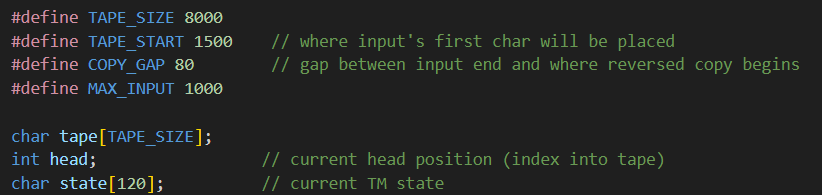 #define TAPE_SIZE 8000
#define TAPE_START 1500    // where input's first char will be placed
#define COPY_GAP 80        // gap between input end and where reversed copy begins
#define MAX_INPUT 1000

char tape[TAPE_SIZE];
int head;                 // current head position (index into tape)
char state[120];          // current TM state